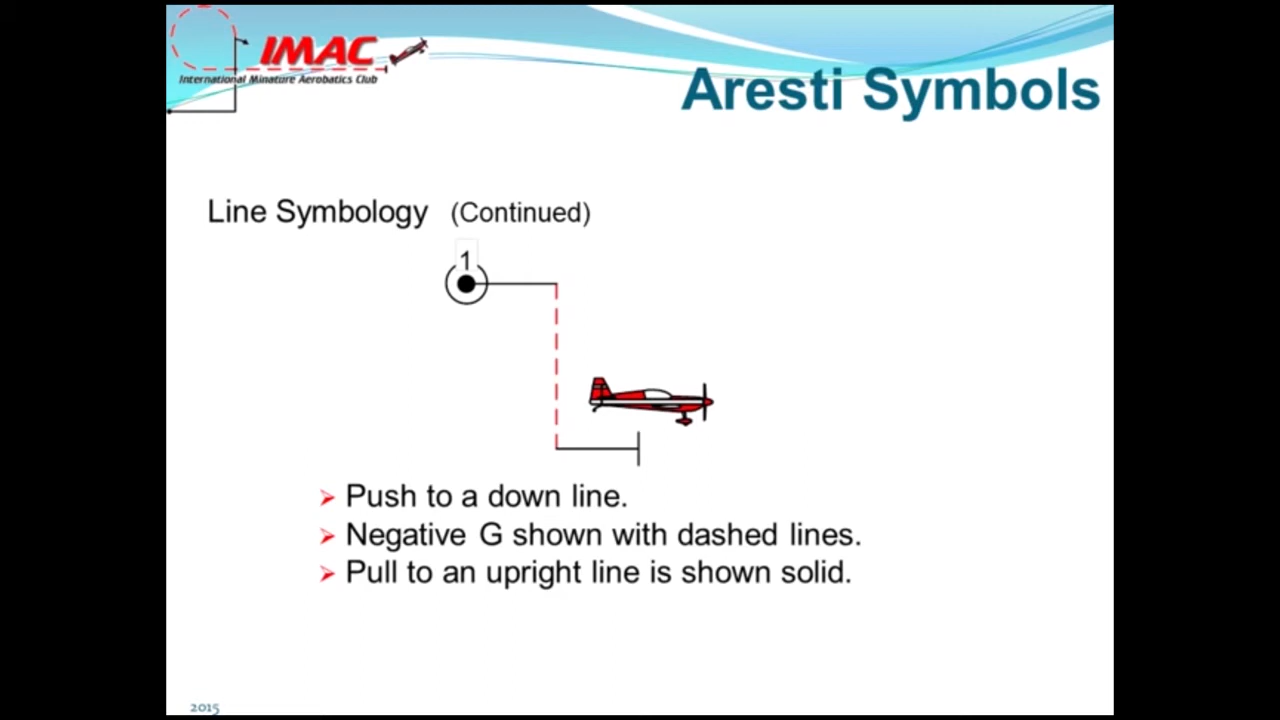 IMAC
International Minature Aerobatics Club
Aresti Symbols
Line Symbology (Continued)
1
Push to a down line.
Negative G shown with dashed lines.
Pull to an upright line is shown solid.
2015